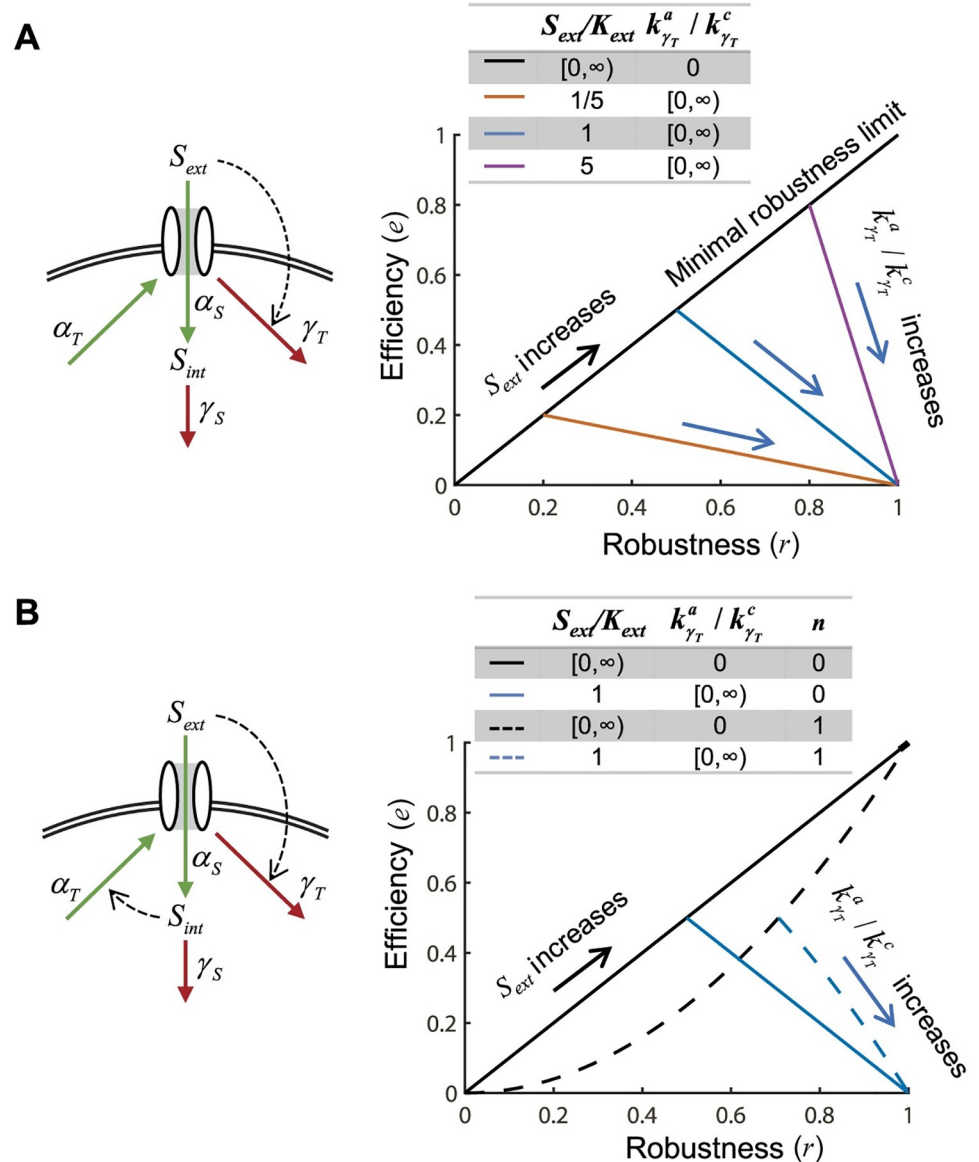 A
S_ext/K_ext k^a_γT / k^c_γT
[0,∞) 0
1/5 [0,∞)
1 [0,∞)
5 [0,∞)
S_ext
α_T
α_S
γ_T
S_int
γ_S
Efficiency (e)
1
0.8
0.6
0.4
0.2
0
0 0.2 0.4 0.6 0.8 1
Robustness (r)
S_ext increases
Minimal robustness limit
k^a_γT / k^c_γT increases
B
S_ext/K_ext k^a_γT / k^c_γT n
[0,∞) 0 0
1 [0,∞) 0
[0,∞) 0 1
1 [0,∞) 1
S_ext
α_T
α_S
γ_T
S_int
γ_S
Efficiency (e)
1
0.8
0.6
0.4
0.2
0
0 0.2 0.4 0.6 0.8 1
Robustness (r)
S_ext increases
k^a_γT / k^c_γT increases